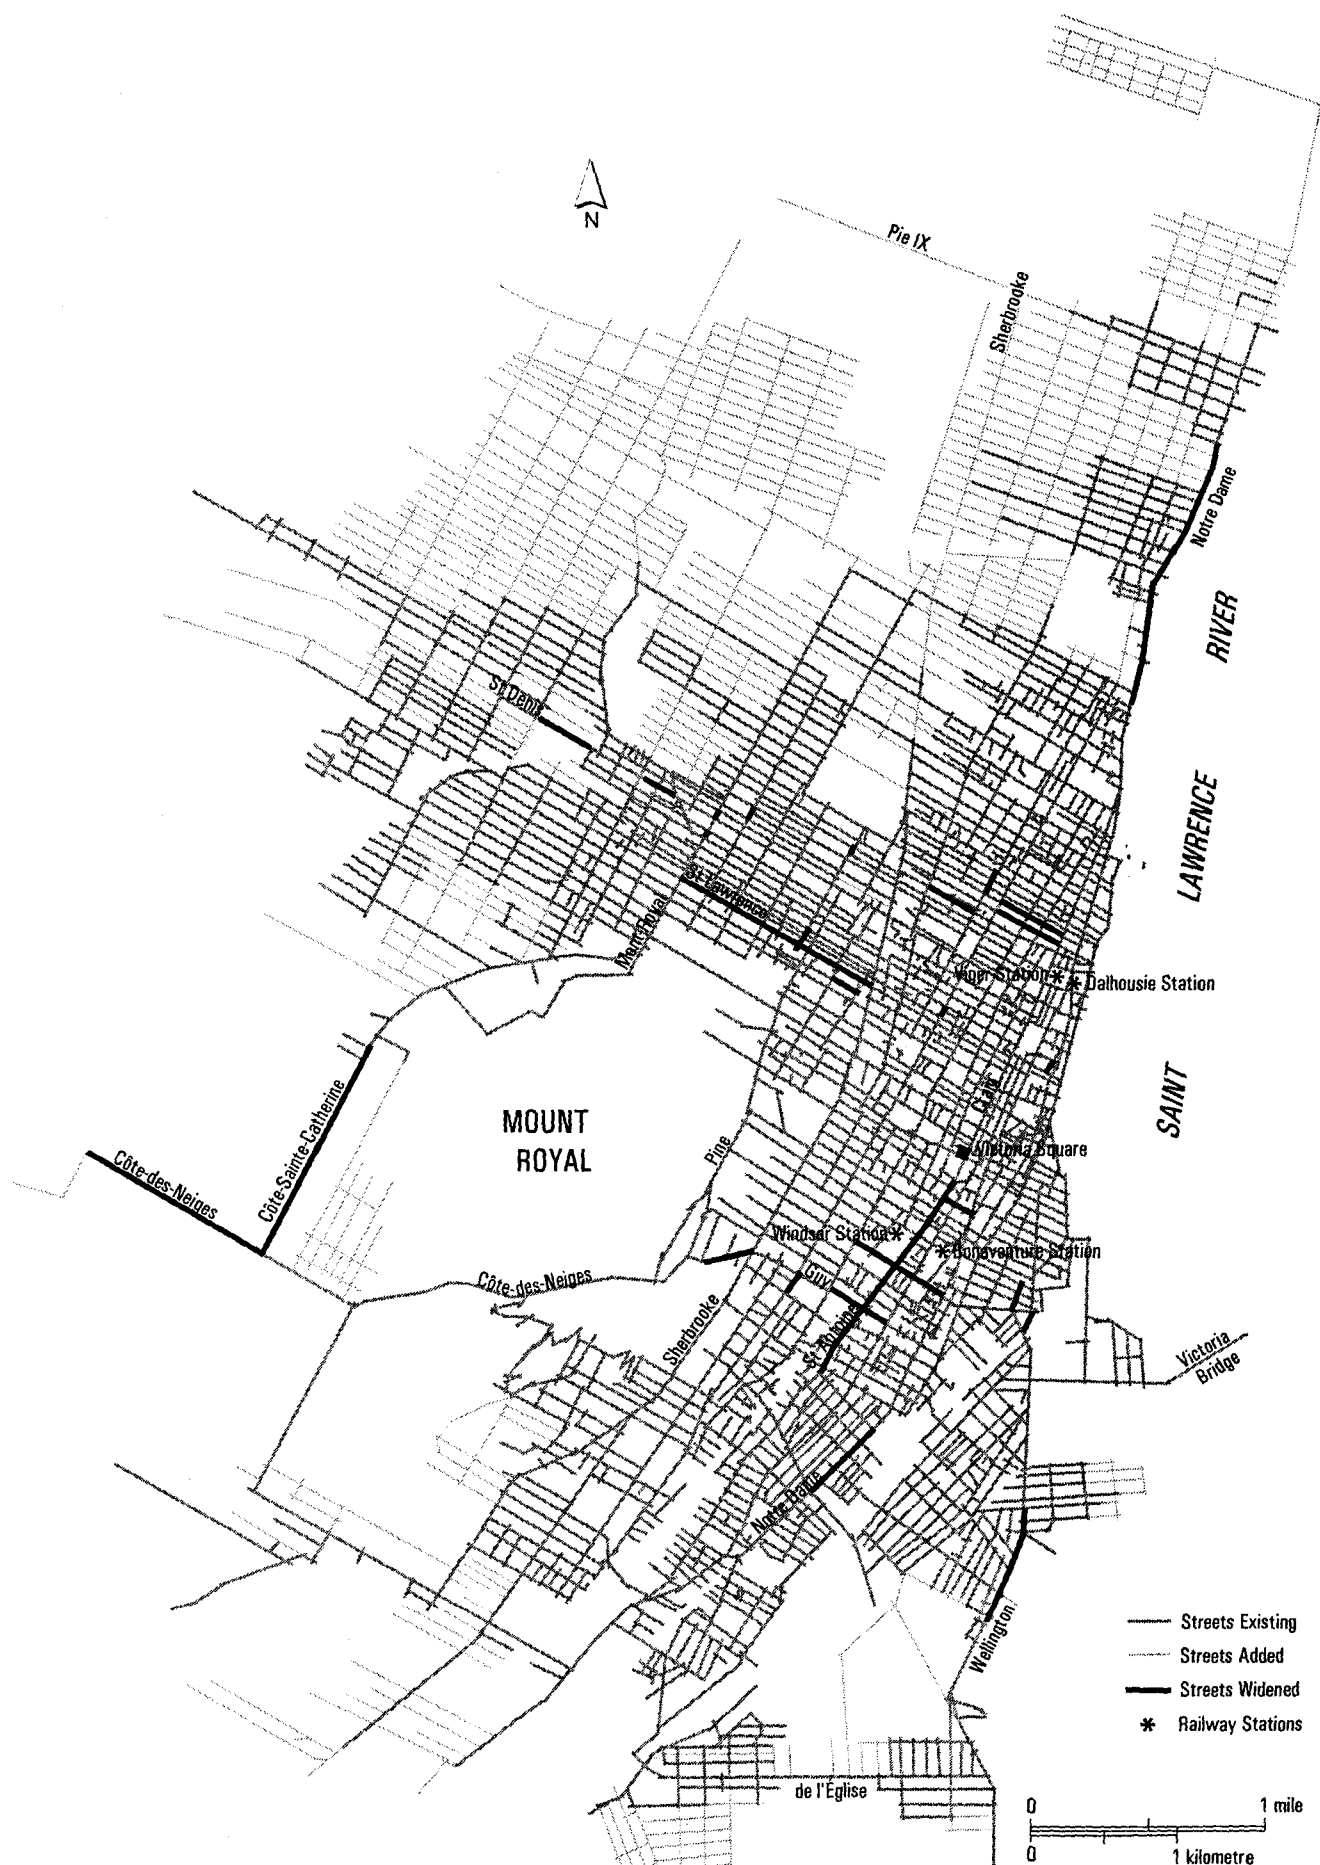 N
Pie IX
Sherbrooke
Notre Dame
RIVER
St Denis
LAWRENCE
St Lawrence
Mont Royal
Viger Station
Dalhousie Station
SAINT
Craig
Côte-Sainte-Catherine
MOUNT
ROYAL
Pine
Victoria Square
Côte-des-Neiges
Windsor Station
Bonaventure Station
Guy
Côte-des-Neiges
Sherbrooke
St Antoine
Victoria
Bridge
Notre Dame
Wellington
Streets Existing
Streets Added
Streets Widened
Railway Stations
de l'Église
0 1 mile
0 1 kilometre